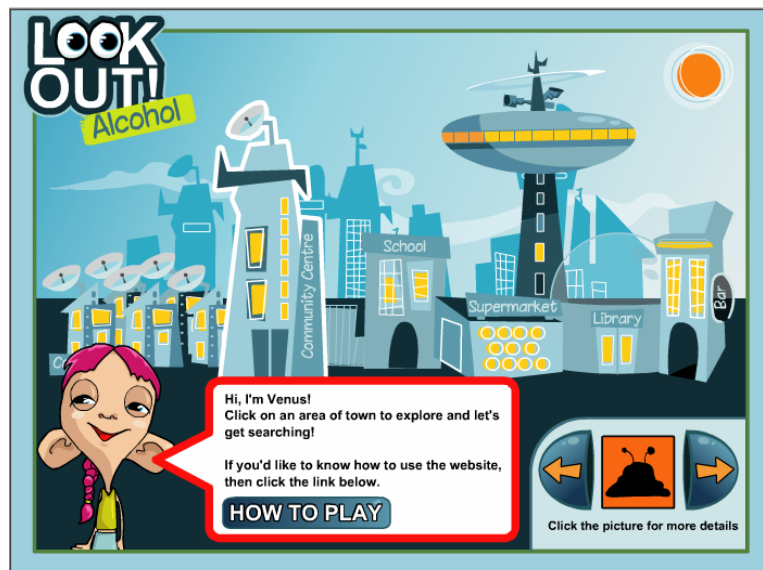 LOOK
OUT!
Alcohol
Community Centre
School
Supermarket
Library
Bar
Hi, I'm Venus!
Click on an area of town to explore and let's
get searching!
If you'd like to know how to use the website,
then click the link below.
HOW TO PLAY
Click the picture for more details